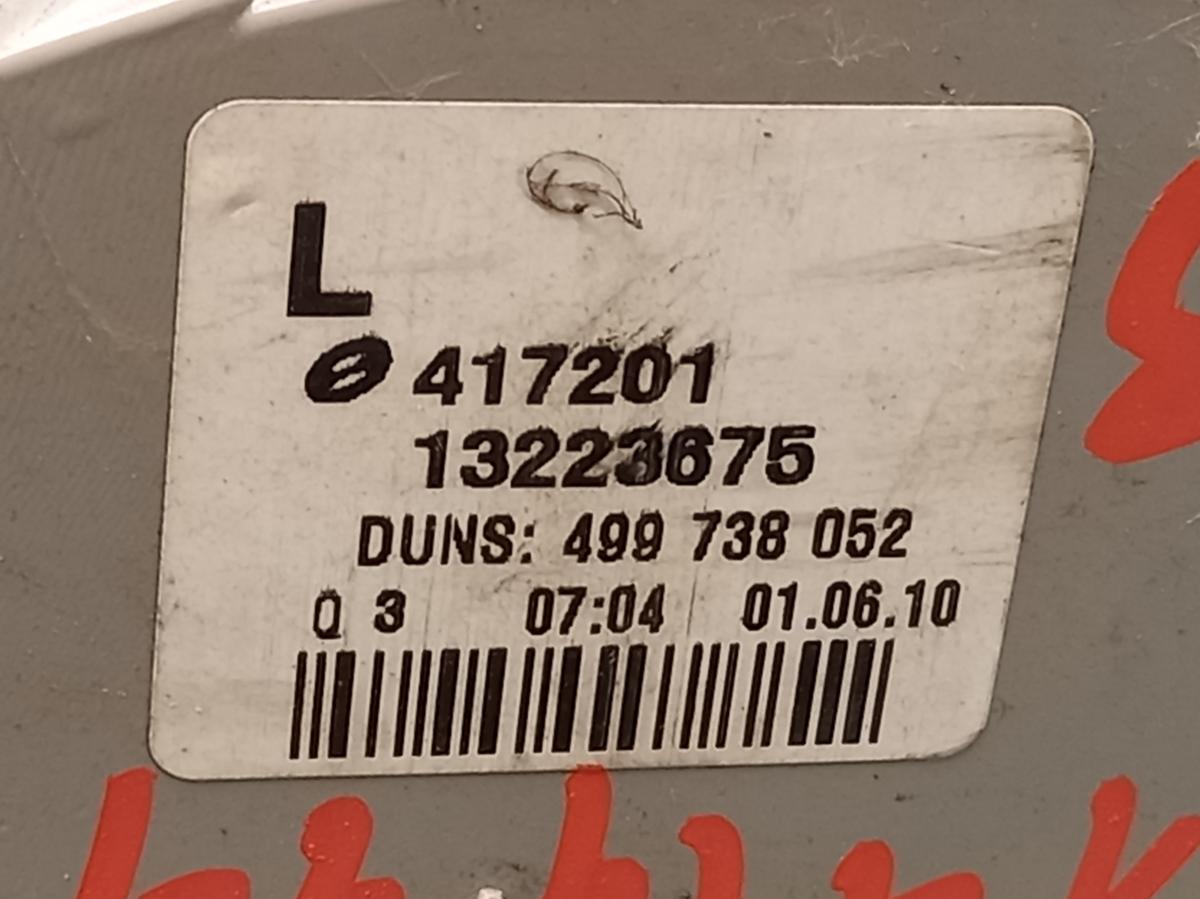 L
417201
13223675
DUNS: 499 738 052
Q 3 07:04 01.06.10